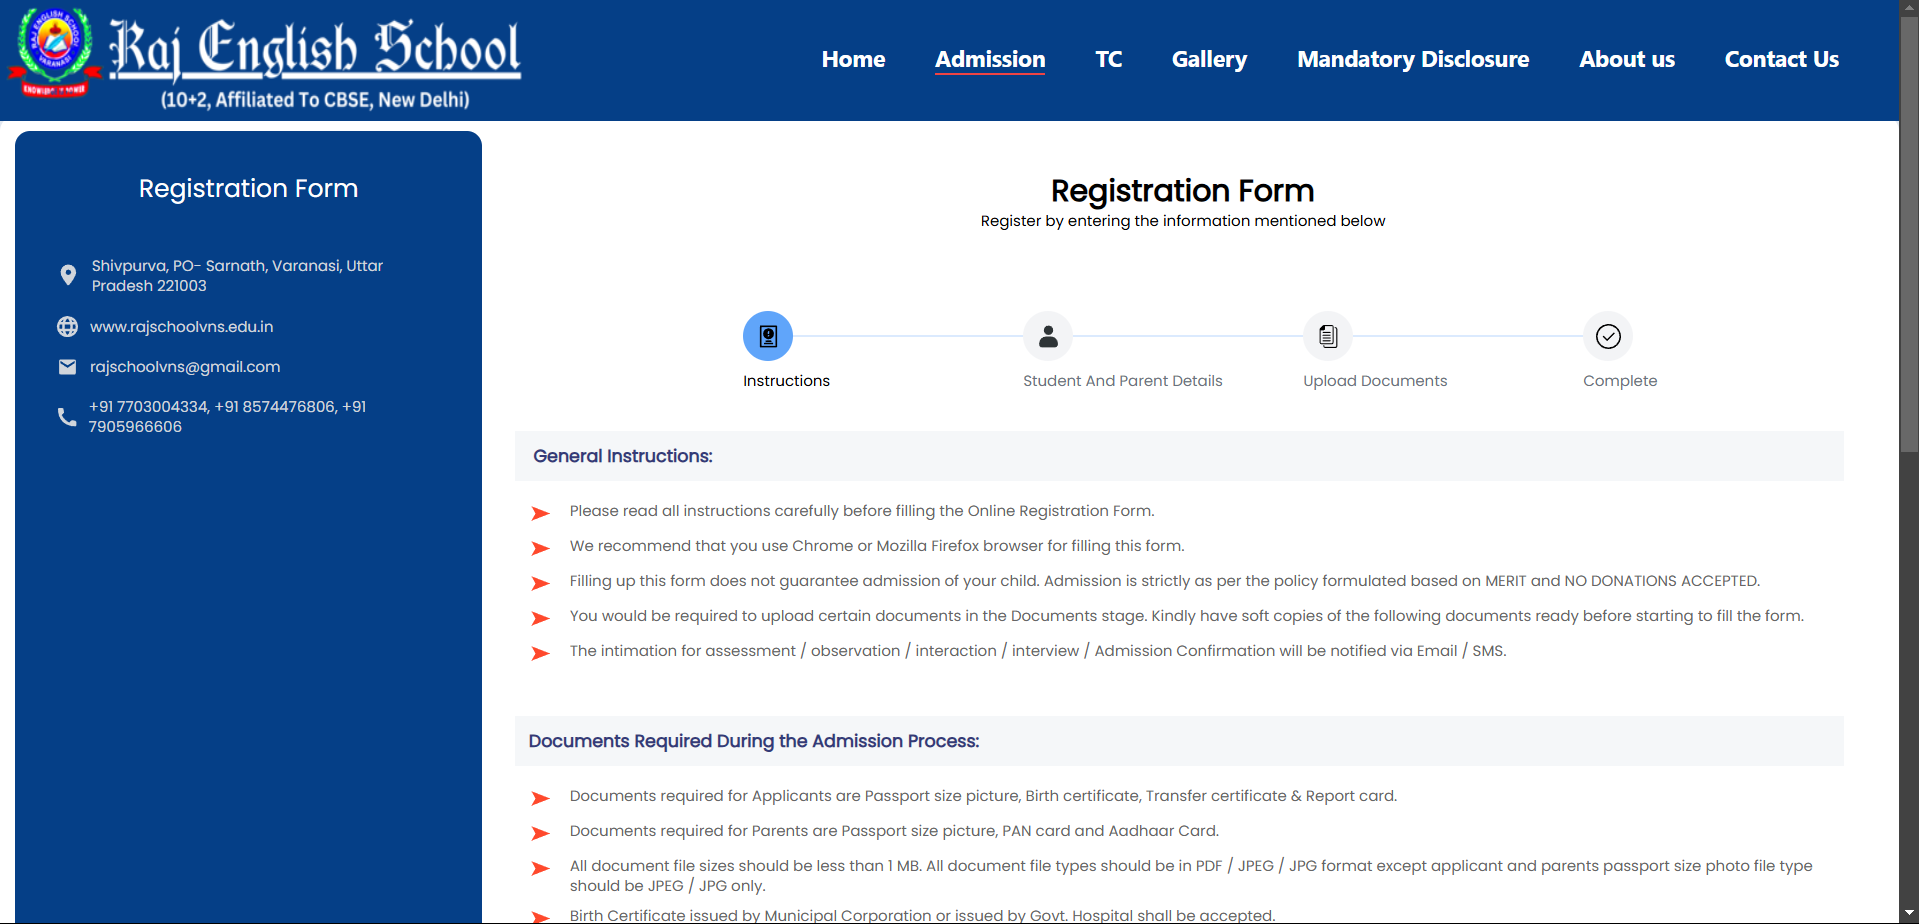 RAJ ENGLISH SCHOOL
VARANASI
KNOWLEDGE IS POWER
Raj English School
(10+2, Affiliated To CBSE, New Delhi)
Home Admission TC Gallery Mandatory Disclosure About us Contact Us
Registration Form
Shivpurva, PO- Sarnath, Varanasi, Uttar
Pradesh 221003
www.rajschoolvns.edu.in
rajschoolvns@gmail.com
+91 7703004334, +91 8574476806, +91
7905966606
Registration Form
Register by entering the information mentioned below
Instructions Student And Parent Details Upload Documents Complete
General Instructions:
Please read all instructions carefully before filling the Online Registration Form.
We recommend that you use Chrome or Mozilla Firefox browser for filling this form.
Filling up this form does not guarantee admission of your child. Admission is strictly as per the policy formulated based on MERIT and NO DONATIONS ACCEPTED.
You would be required to upload certain documents in the Documents stage. Kindly have soft copies of the following documents ready before starting to fill the form.
The intimation for assessment / observation / interaction / interview / Admission Confirmation will be notified via Email / SMS.
Documents Required During the Admission Process:
Documents required for Applicants are Passport size picture, Birth certificate, Transfer certificate & Report card.
Documents required for Parents are Passport size picture, PAN card and Aadhaar Card.
All document file sizes should be less than 1 MB. All document file types should be in PDF / JPEG / JPG format except applicant and parents passport size photo file type
should be JPEG / JPG only.
Birth Certificate issued by Municipal Corporation or issued by Govt. Hospital shall be accepted.